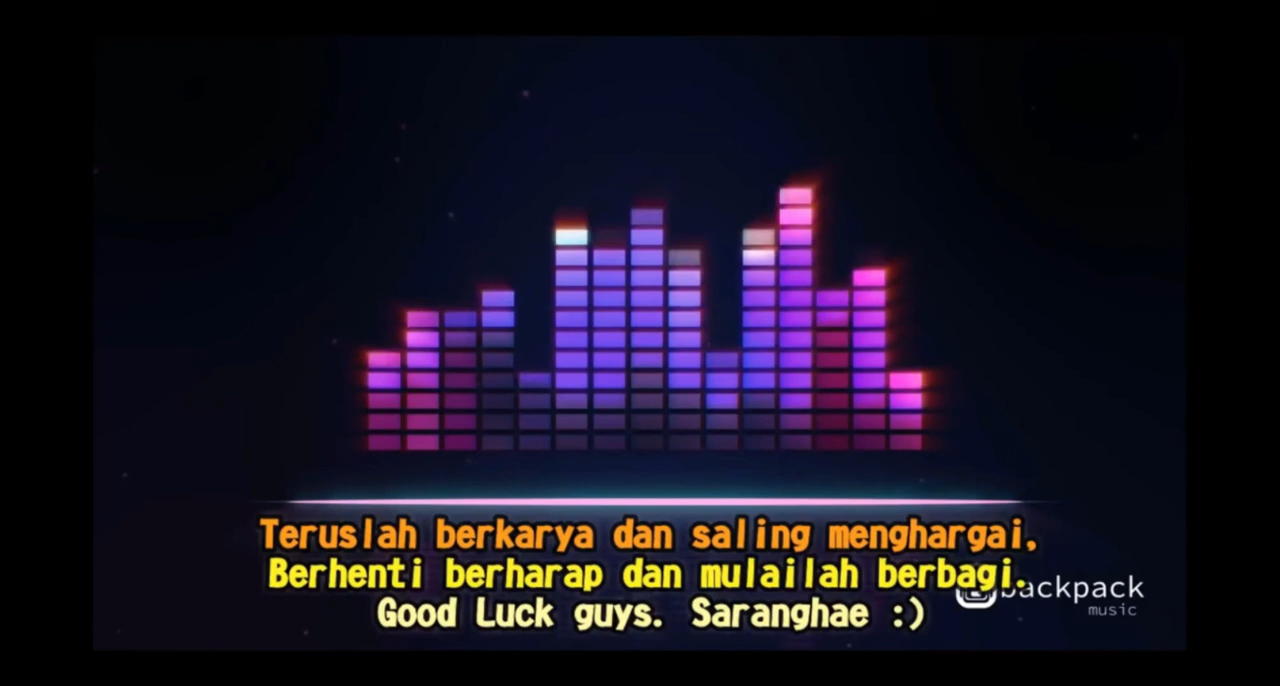 Teruslah berkarya dan saling menghargai,
Berhenti berharap dan mulailah berbagi.
Good Luck guys. Saranghae :)
backpack
music